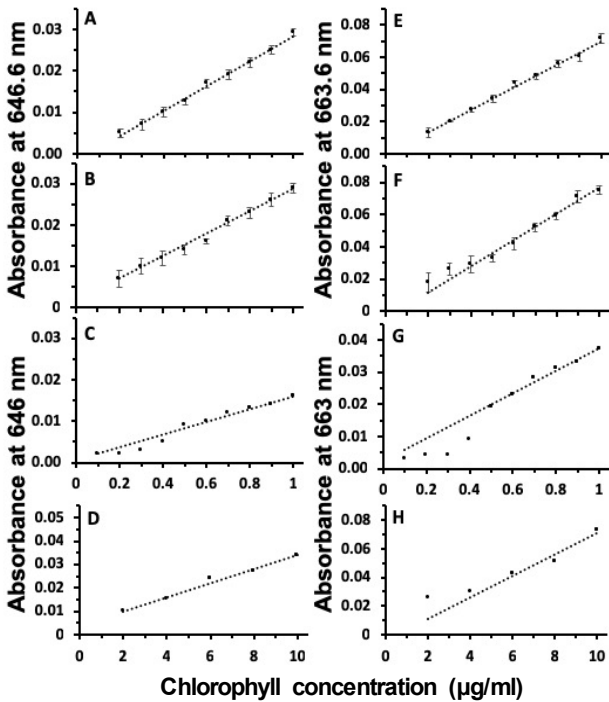 Absorbance at 646.6 nm
Absorbance at 646 nm
A
0.03
0.02
0.01
0.00
B
0.03
0.02
0.01
0
C
0.03
0.02
0.01
0.00
0 0.2 0.4 0.6 0.8 1
D
0.05
0.04
0.03
0.02
0.01
0
0 2 4 6 8 10
Absorbance at 663.6 nm
Absorbance at 663 nm
E
0.08
0.06
0.04
0.02
0.00
F
0.08
0.06
0.04
0.02
0
G
0.04
0.03
0.02
0.01
0.00
0 0.2 0.4 0.6 0.8 1
H
0.08
0.06
0.04
0.02
0
0 2 4 6 8 10
Chlorophyll concentration (µg/ml)